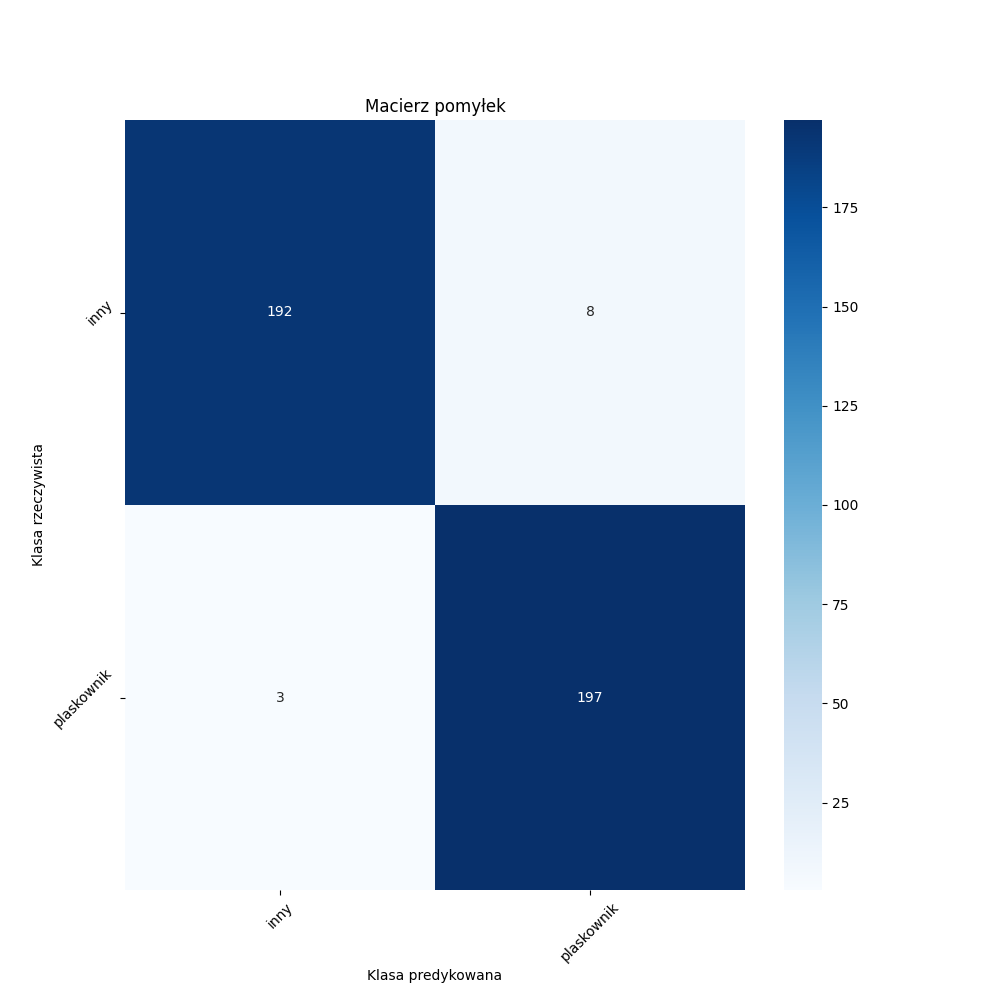 Macierz pomyłek
Klasa rzeczywista
inny
192
8
plaskownik
3
197
inny
plaskownik
Klasa predykowana
175
150
125
100
75
50
25